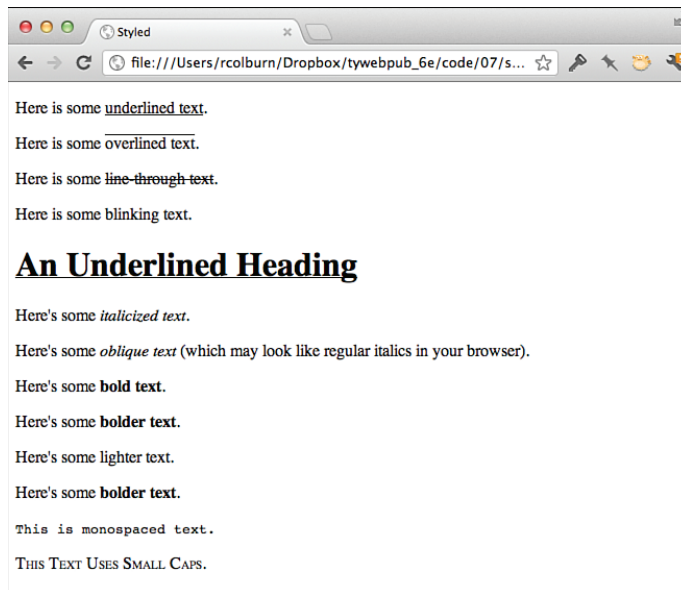 Styled
file:///Users/rcolburn/Dropbox/tywebpub_6e/code/07/s...
Here is some underlined text.
Here is some overlined text.
Here is some line-through text.
Here is some blinking text.
An Underlined Heading
Here's some italicized text.
Here's some oblique text (which may look like regular italics in your browser).
Here's some bold text.
Here's some bolder text.
Here's some lighter text.
Here's some bolder text.
This is monospaced text.
This Text Uses Small Caps.